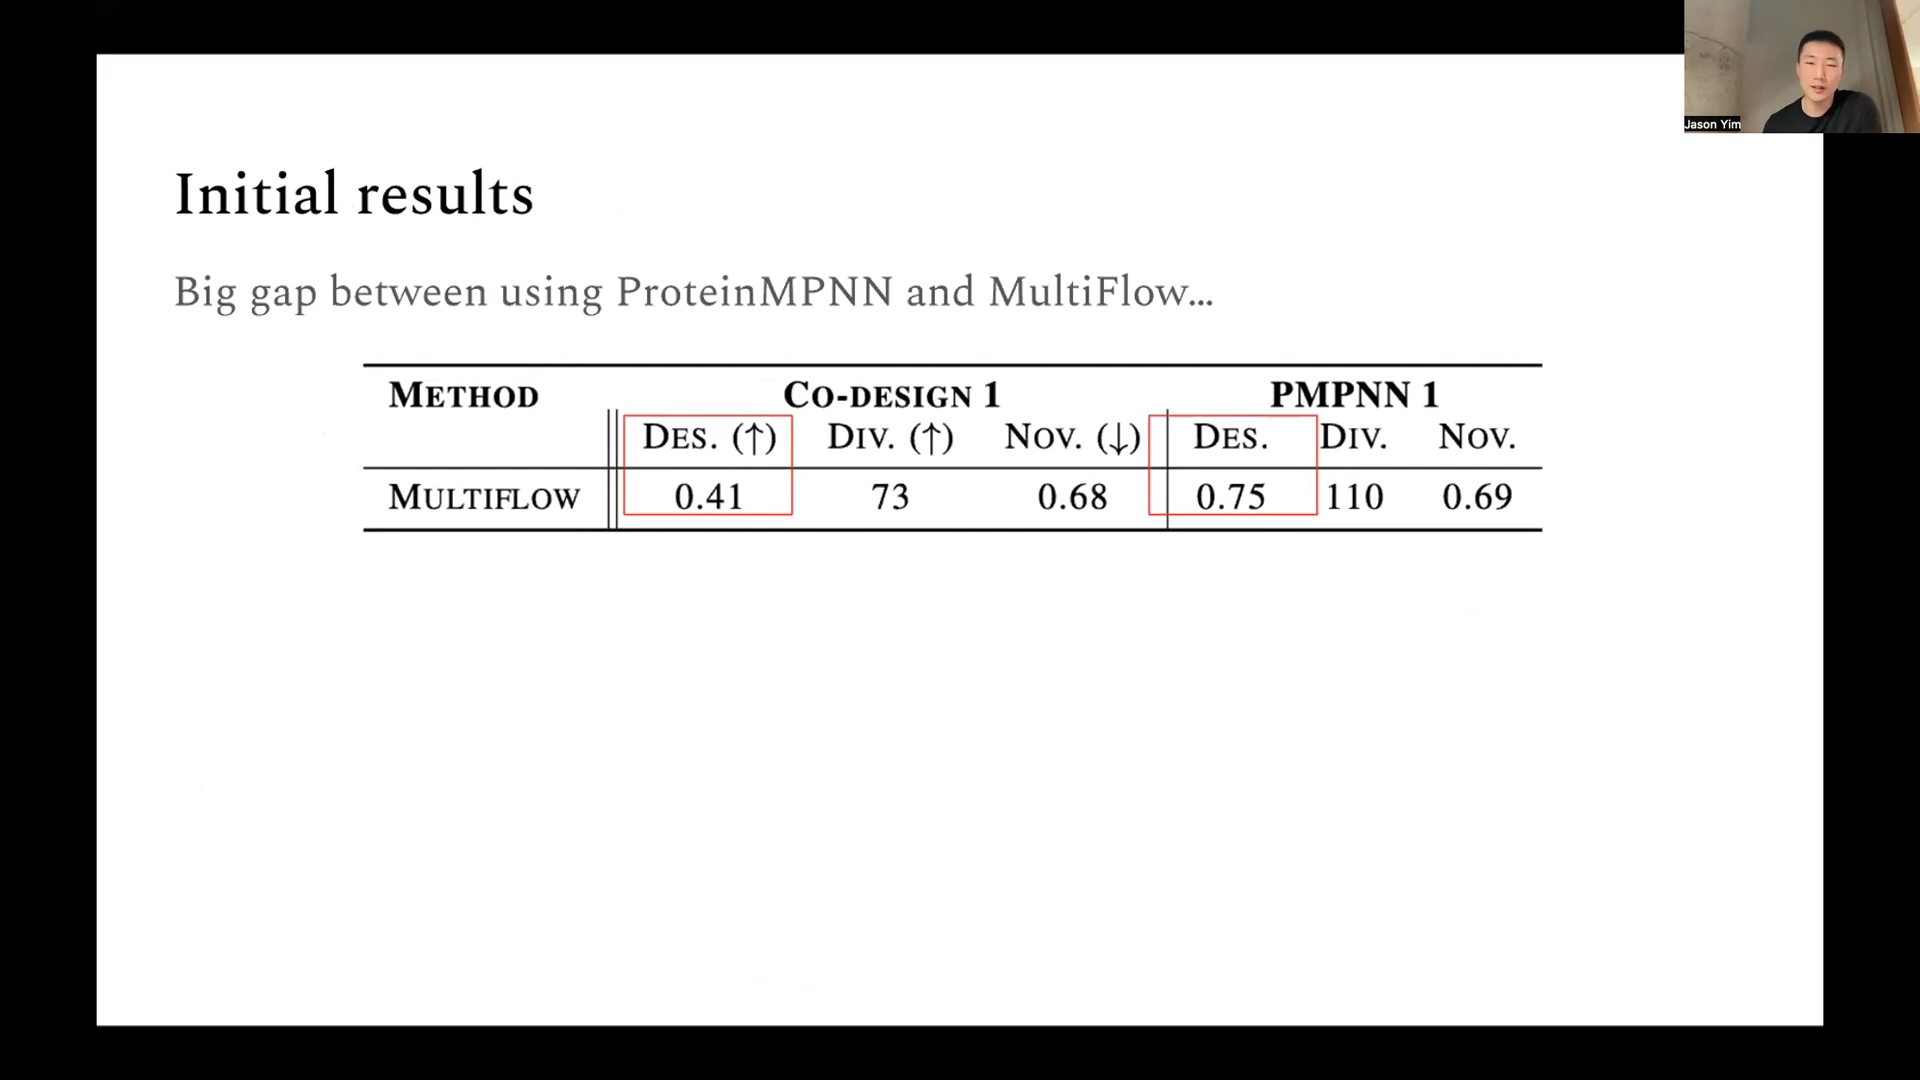 Jason Yim
Initial results
Big gap between using ProteinMPNN and MultiFlow...
METHOD CO-DESIGN 1 PMPNN 1
DES. (↑) DIV. (↑) NOV. (↓) DES. DIV. NOV.
MULTIFLOW 0.41 73 0.68 0.75 110 0.69